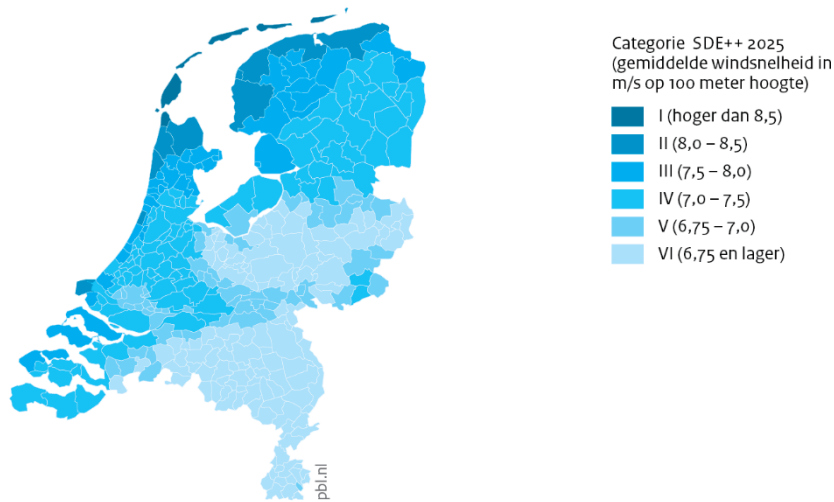 Categorie SDE++ 2025
(gemiddelde windsnelheid in
m/s op 100 meter hoogte)
I (hoger dan 8,5)
II (8,0 – 8,5)
III (7,5 – 8,0)
IV (7,0 – 7,5)
V (6,75 – 7,0)
VI (6,75 en lager)
pbl.nl